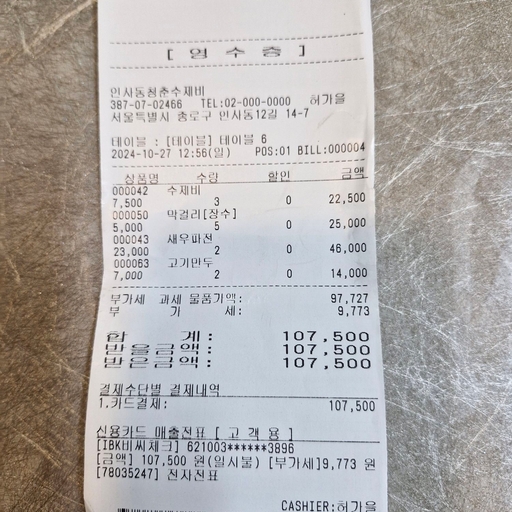 [ 영 수 증 ]
인사동청춘수제비
387-07-02466 TEL:02-000-0000 허가을
서울특별시 종로구 인사동12길 14-7
테이블 : [테이블] 테이블 6
2024-10-27 12:56(일) POS:01 BILL:000004
상품명 수량 할인 금액
000042 수제비
7,500 3 0 22,500
000050 막걸리[장수]
5,000 5 0 25,000
000043 새우파전
23,000 2 0 46,000
000063 고기만두
7,000 2 0 14,000
부가세 과세 물품가액: 97,727
부 가 세: 9,773
합 계: 107,500
받을금액: 107,500
받은금액: 107,500
결제수단별 결제내역
1.카드결제: 107,500
신용카드 매출전표 [ 고 객 용 ]
[IBK비씨체크] 621003******3896
[금액] 107,500 원(일시불) [부가세]9,773 원
[78035247] 전자전표
CASHIER:허가을